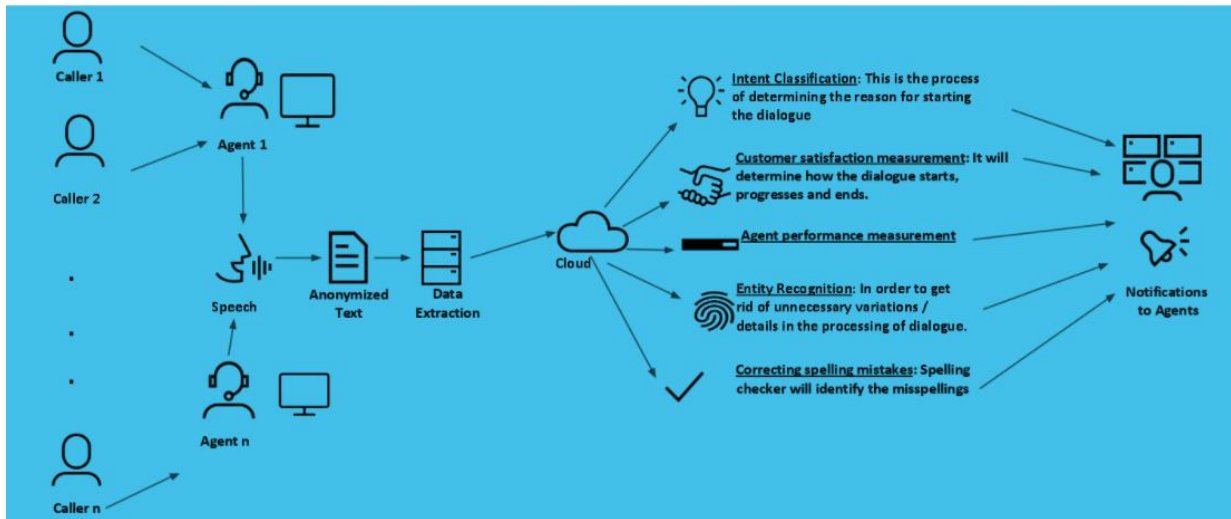 Caller 1
Agent 1
Caller 2
Speech
Anonymized
Text
Data
Extraction
Agent n
Caller n
Cloud
Intent Classification: This is the process
of determining the reason for starting
the dialogue
Customer satisfaction measurement: It will
determine how the dialogue starts,
progresses and ends.
Agent performance measurement
Entity Recognition: In order to get
rid of unnecessary variations /
details in the processing of dialogue.
Correcting spelling mistakes: Spelling
checker will identify the misspellings
Notifications
to Agents